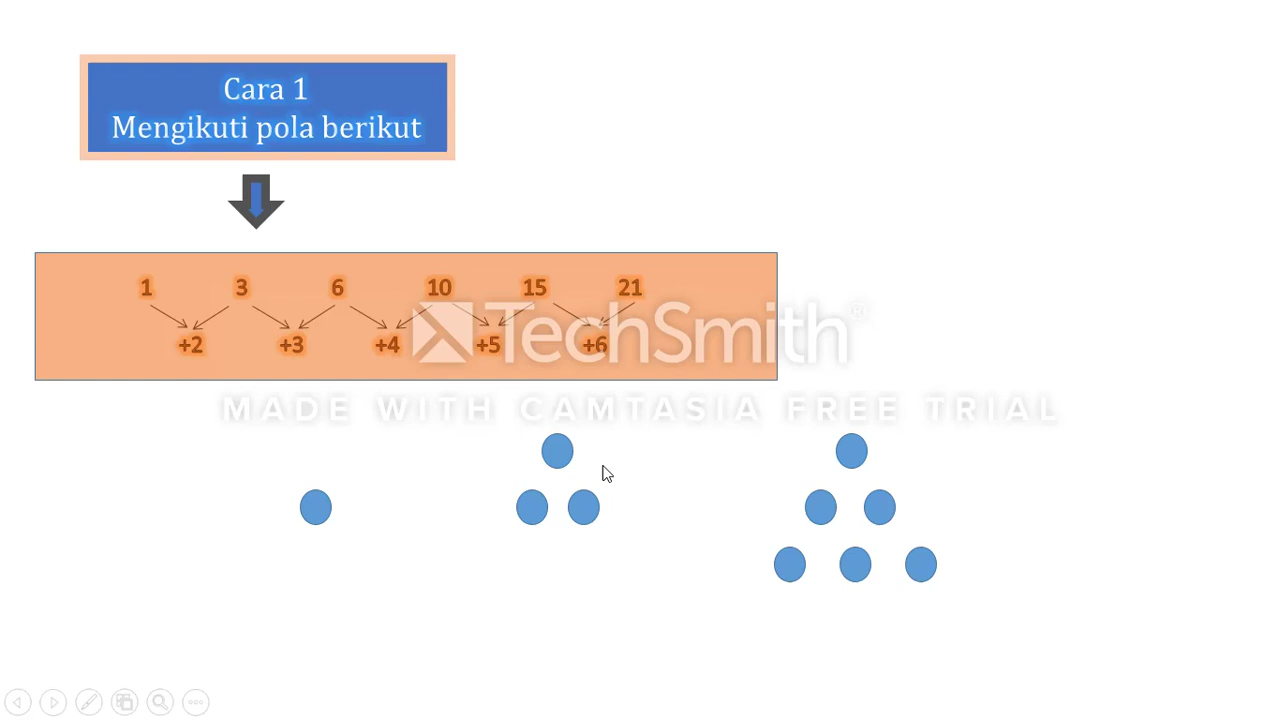 Cara 1
Mengikuti pola berikut
1 3 6 10 15 21
+2 +3 +4 +5 +6
TechSmith®
MADE WITH CAMTASIA FREE TRIAL